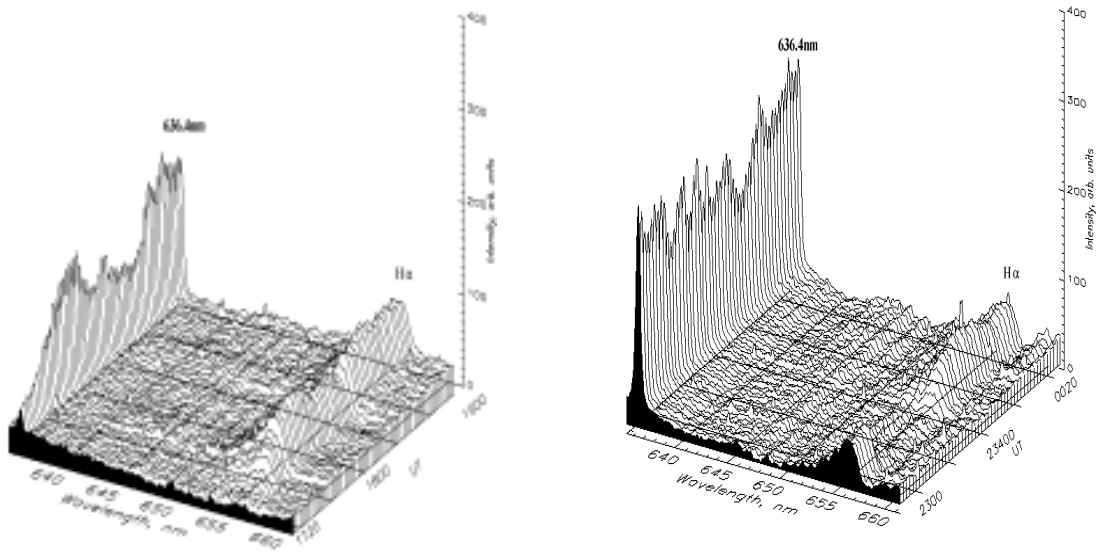 636.4nm
Hα
400
300
200
100
0
Intensity, arb. units
640
645
650
655
660
Wavelength, nm
UT
636.4nm
Hα
400
300
200
100
0
Intensity, arb. units
640
645
650
655
660
Wavelength, nm
2300
23400
0020
UT